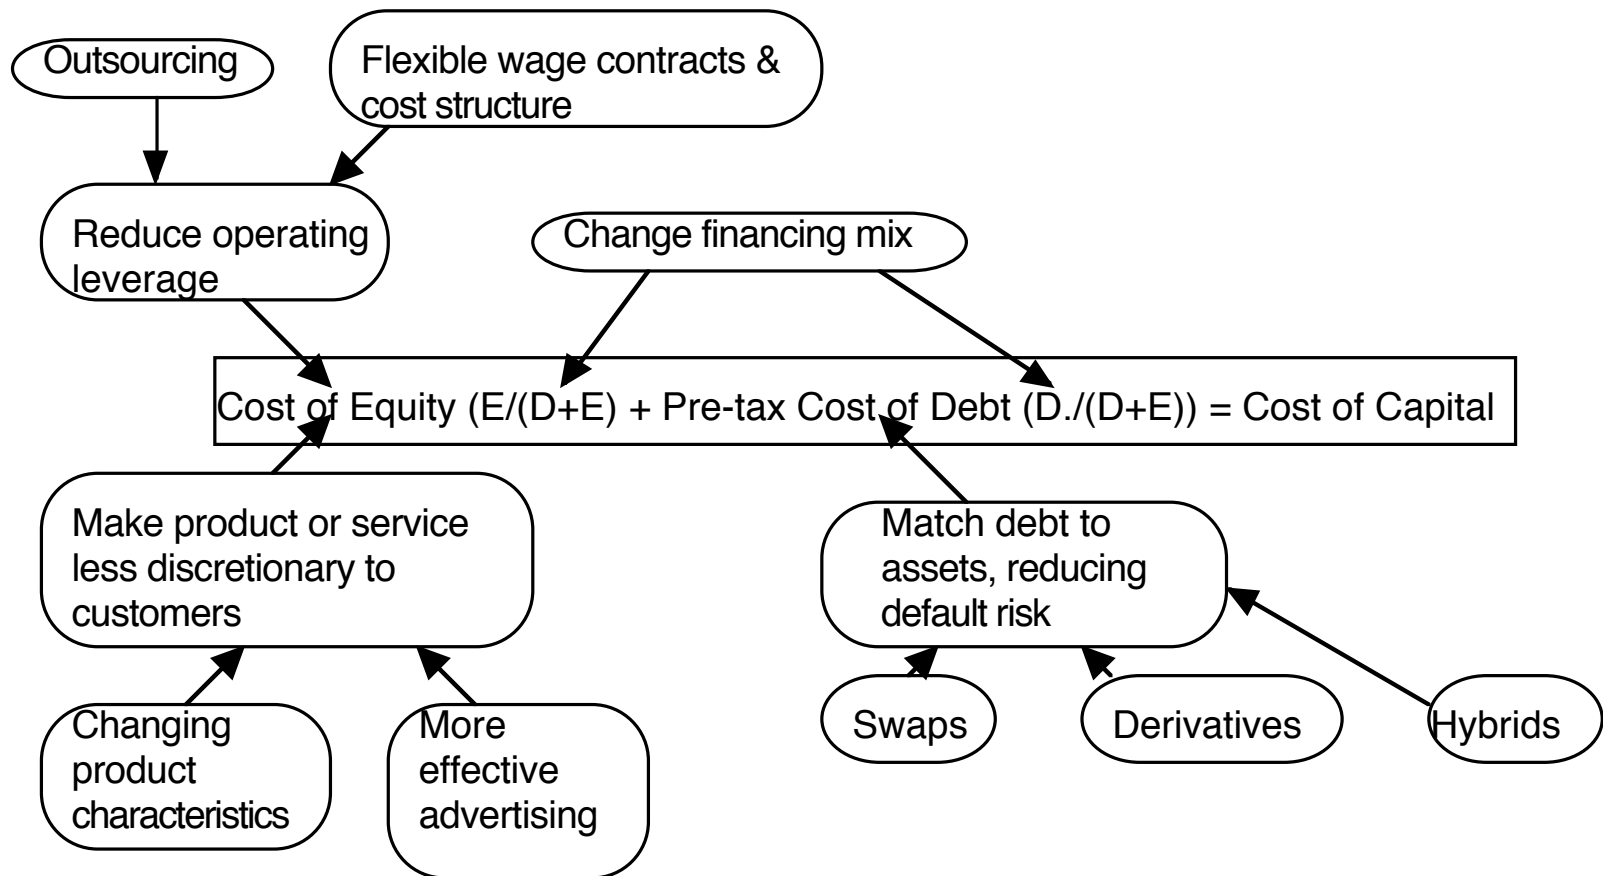 Outsourcing
Flexible wage contracts &
cost structure
Reduce operating
leverage
Change financing mix
Cost of Equity (E/(D+E) + Pre-tax Cost of Debt (D./(D+E)) = Cost of Capital
Make product or service
less discretionary to
customers
Match debt to
assets, reducing
default risk
Changing
product
characteristics
More
effective
advertising
Swaps
Derivatives
Hybrids